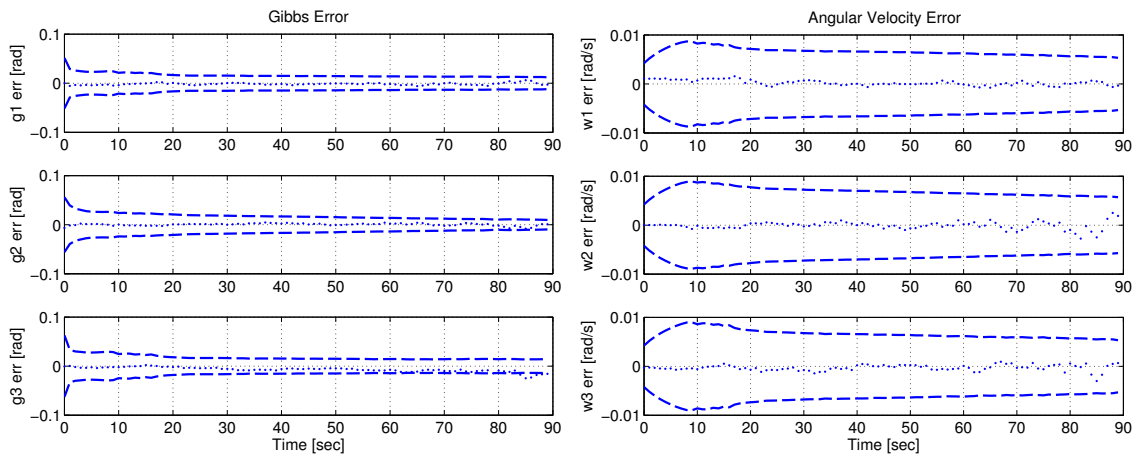 Gibbs Error
0.1
0
−0.1
g1 err [rad]
0 10 20 30 40 50 60 70 80 90
0.1
0
−0.1
g2 err [rad]
0 10 20 30 40 50 60 70 80 90
0.1
0
−0.1
g3 err [rad]
0 10 20 30 40 50 60 70 80 90
Time [sec]
Angular Velocity Error
0.01
0
−0.01
w1 err [rad/s]
0 10 20 30 40 50 60 70 80 90
0.01
0
−0.01
w2 err [rad/s]
0 10 20 30 40 50 60 70 80 90
0.01
0
−0.01
w3 err [rad/s]
0 10 20 30 40 50 60 70 80 90
Time [sec]